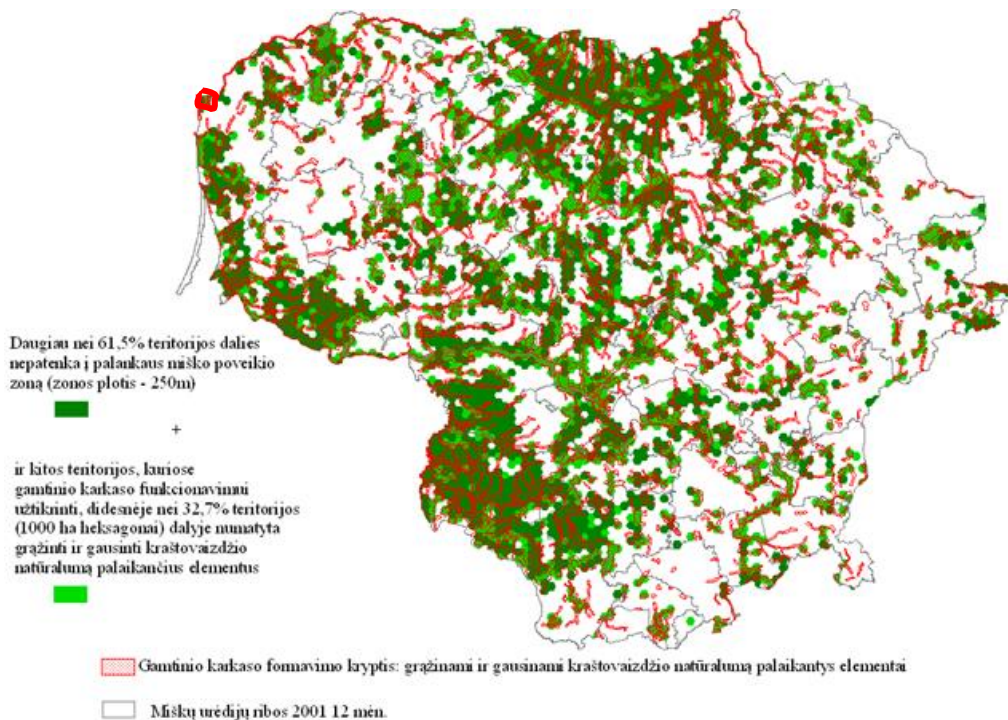 Daugiau nei 61,5% teritorijos dalies
nepatenka į palankaus miško poveikio
zoną (zonos plotis - 250m)
+
ir kitos teritorijos, kuriose
gamtinio karkaso funkcionavimui
užtikrinti, didesnėje nei 32,7% teritorijos
(1000 ha heksagonai) dalyje numatyta
grąžinti ir gausinti kraštovaizdžio
natūralumą palaikančius elementus
Gamtinio karkaso formavimo kryptis: grąžinami ir gausinami kraštovaizdžio natūralumą palaikantys elementai
Miškų urėdijų ribos 2001 12 mėn.